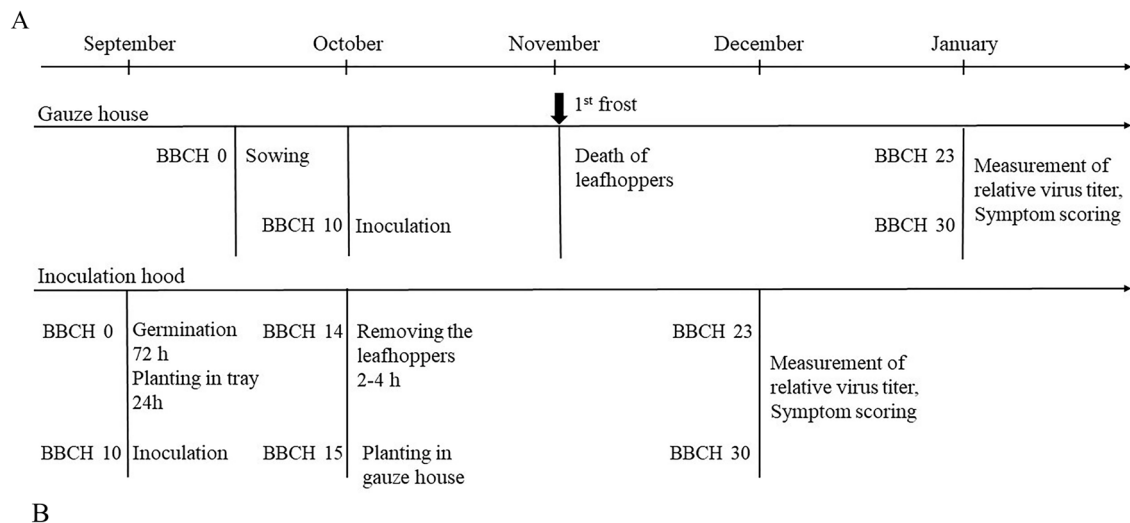 A
September October November December January
1st frost
Gauze house
BBCH 0 Sowing Death of leafhoppers BBCH 23 Measurement of relative virus titer, Symptom scoring
BBCH 10 Inoculation BBCH 30
Inoculation hood
BBCH 0 Germination 72 h Planting in tray 24h BBCH 14 Removing the leafhoppers 2-4 h BBCH 23 Measurement of relative virus titer, Symptom scoring
BBCH 10 Inoculation BBCH 15 Planting in gauze house BBCH 30
B